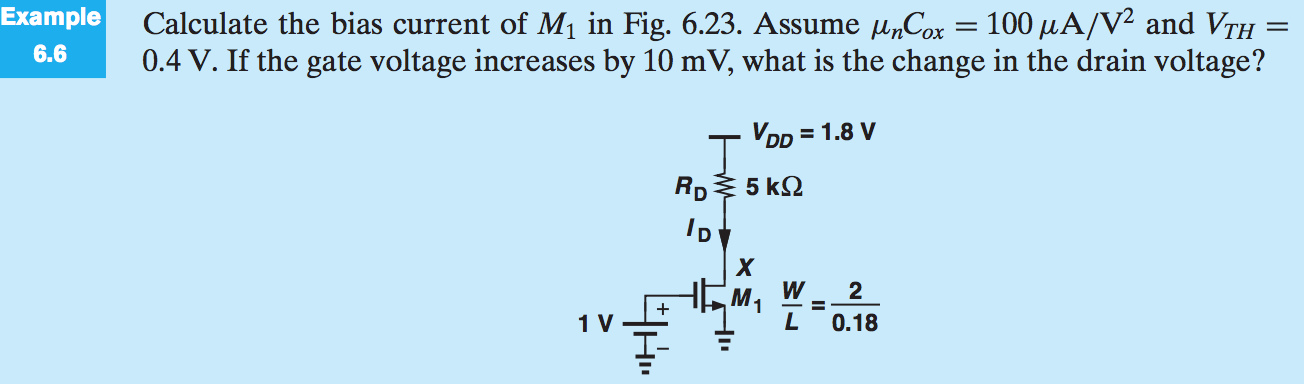 Example
6.6
Calculate the bias current of M₁ in Fig. 6.23. Assume μₙCₒₓ = 100 μA/V² and V_TH =
0.4 V. If the gate voltage increases by 10 mV, what is the change in the drain voltage?
V_DD = 1.8 V
R_D 5 kΩ
I_D
X
M₁ W/L = 2/0.18
1 V
+
−